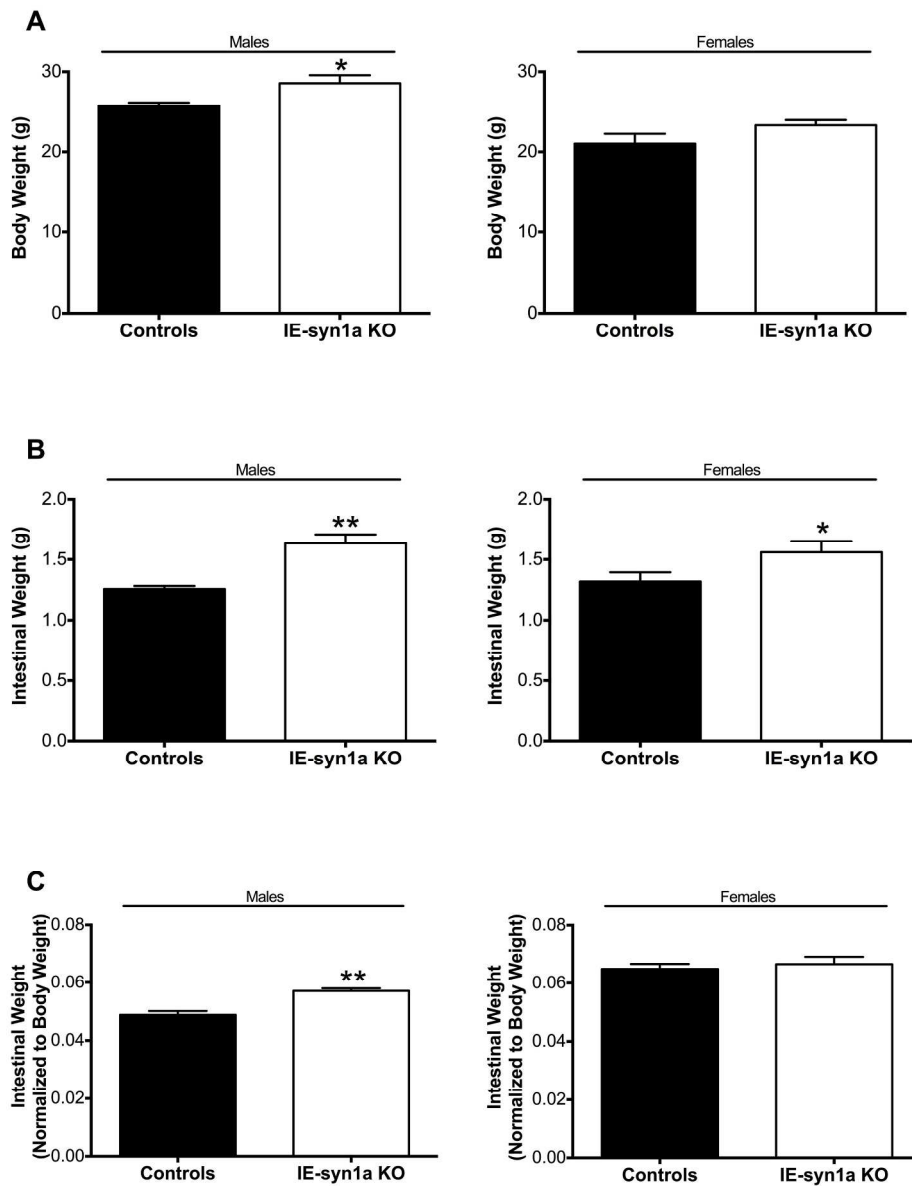 A
Males
Females
Body Weight (g)
30
20
10
0
*
Controls
IE-syn1a KO
Body Weight (g)
30
20
10
0
Controls
IE-syn1a KO
B
Males
Females
Intestinal Weight (g)
2.0
1.5
1.0
0.5
0.0
**
Controls
IE-syn1a KO
Intestinal Weight (g)
2.0
1.5
1.0
0.5
0.0
*
Controls
IE-syn1a KO
C
Males
Females
Intestinal Weight
(Normalized to Body Weight)
0.08
0.06
0.04
0.02
0.00
**
Controls
IE-syn1a KO
Intestinal Weight
(Normalized to Body Weight)
0.08
0.06
0.04
0.02
0.00
Controls
IE-syn1a KO